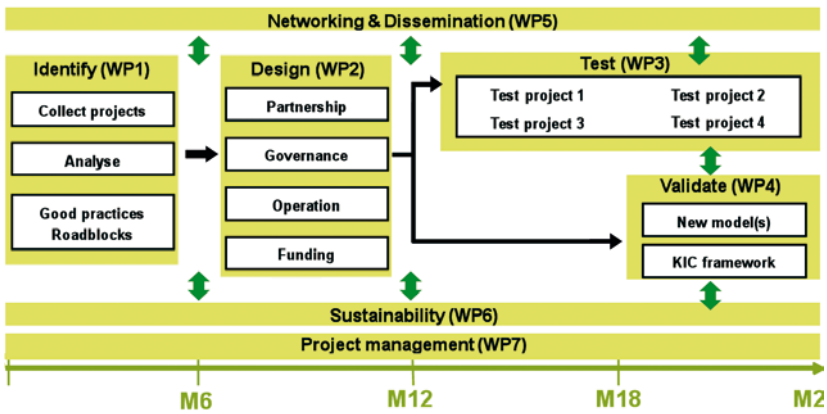 Networking & Dissemination (WP5)
Identify (WP1)
Collect projects
Analyse
Good practices
Roadblocks
Design (WP2)
Partnership
Governance
Operation
Funding
Test (WP3)
Test project 1 Test project 2
Test project 3 Test project 4
Validate (WP4)
New model(s)
KIC framework
Sustainability (WP6)
Project management (WP7)
M6 M12 M18 M2